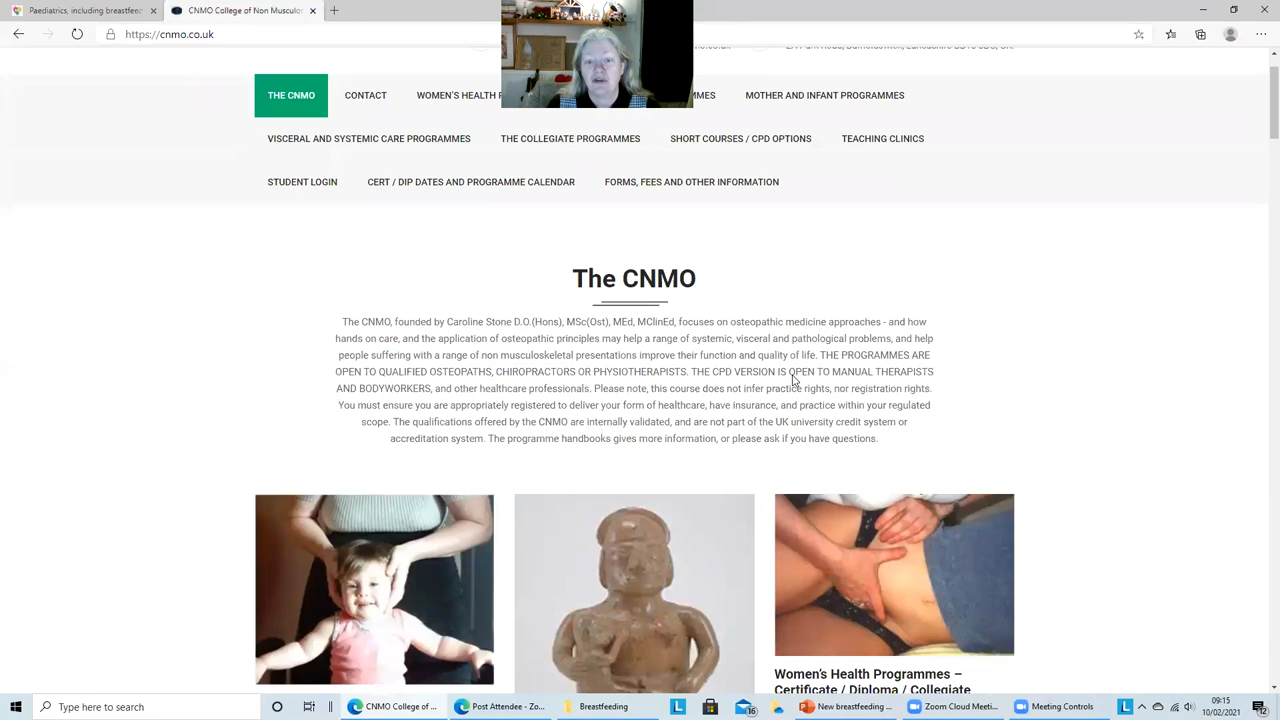 Paediatrics, including breastfeed
CNMO College of Non Musculos
https://cnmo.co.uk
THE CNMO
CONTACT
WOMEN'S HEALTH
MOTHER AND INFANT PROGRAMMES
VISCERAL AND SYSTEMIC CARE PROGRAMMES
THE COLLEGIATE PROGRAMMES
SHORT COURSES / CPD OPTIONS
TEACHING CLINICS
STUDENT LOGIN
CERT / DIP DATES AND PROGRAMME CALENDAR
FORMS, FEES AND OTHER INFORMATION
The CNMO
The CNMO, founded by Caroline Stone D.O.(Hons), MSc(Ost), MEd, MClinEd, focuses on osteopathic medicine approaches - and how
hands on care, and the application of osteopathic principles may help a range of systemic, visceral and pathological problems, and help
people suffering with a range of non musculoskeletal presentations improve their function and quality of life. THE PROGRAMMES ARE
OPEN TO QUALIFIED OSTEOPATHS, CHIROPRACTORS OR PHYSIOTHERAPISTS. THE CPD VERSION IS OPEN TO MANUAL THERAPISTS
AND BODYWORKERS, and other healthcare professionals. Please note, this course does not infer practice rights, nor registration rights.
You must ensure you are appropriately registered to deliver your form of healthcare, have insurance, and practice within your regulated
scope. The qualifications offered by the CNMO are internally validated, and are not part of the UK university credit system or
accreditation system. The programme handbooks gives more information, or please ask if you have questions.
Women's Health Programmes –
Certificate / Diploma / Collegiate
Type here to search
CNMO College of ...
Post Attendee - Zo...
Breastfeeding
16
New breastfeeding ...
Zoom Cloud Meeti...
Meeting Controls
09:15
10/02/2021
12